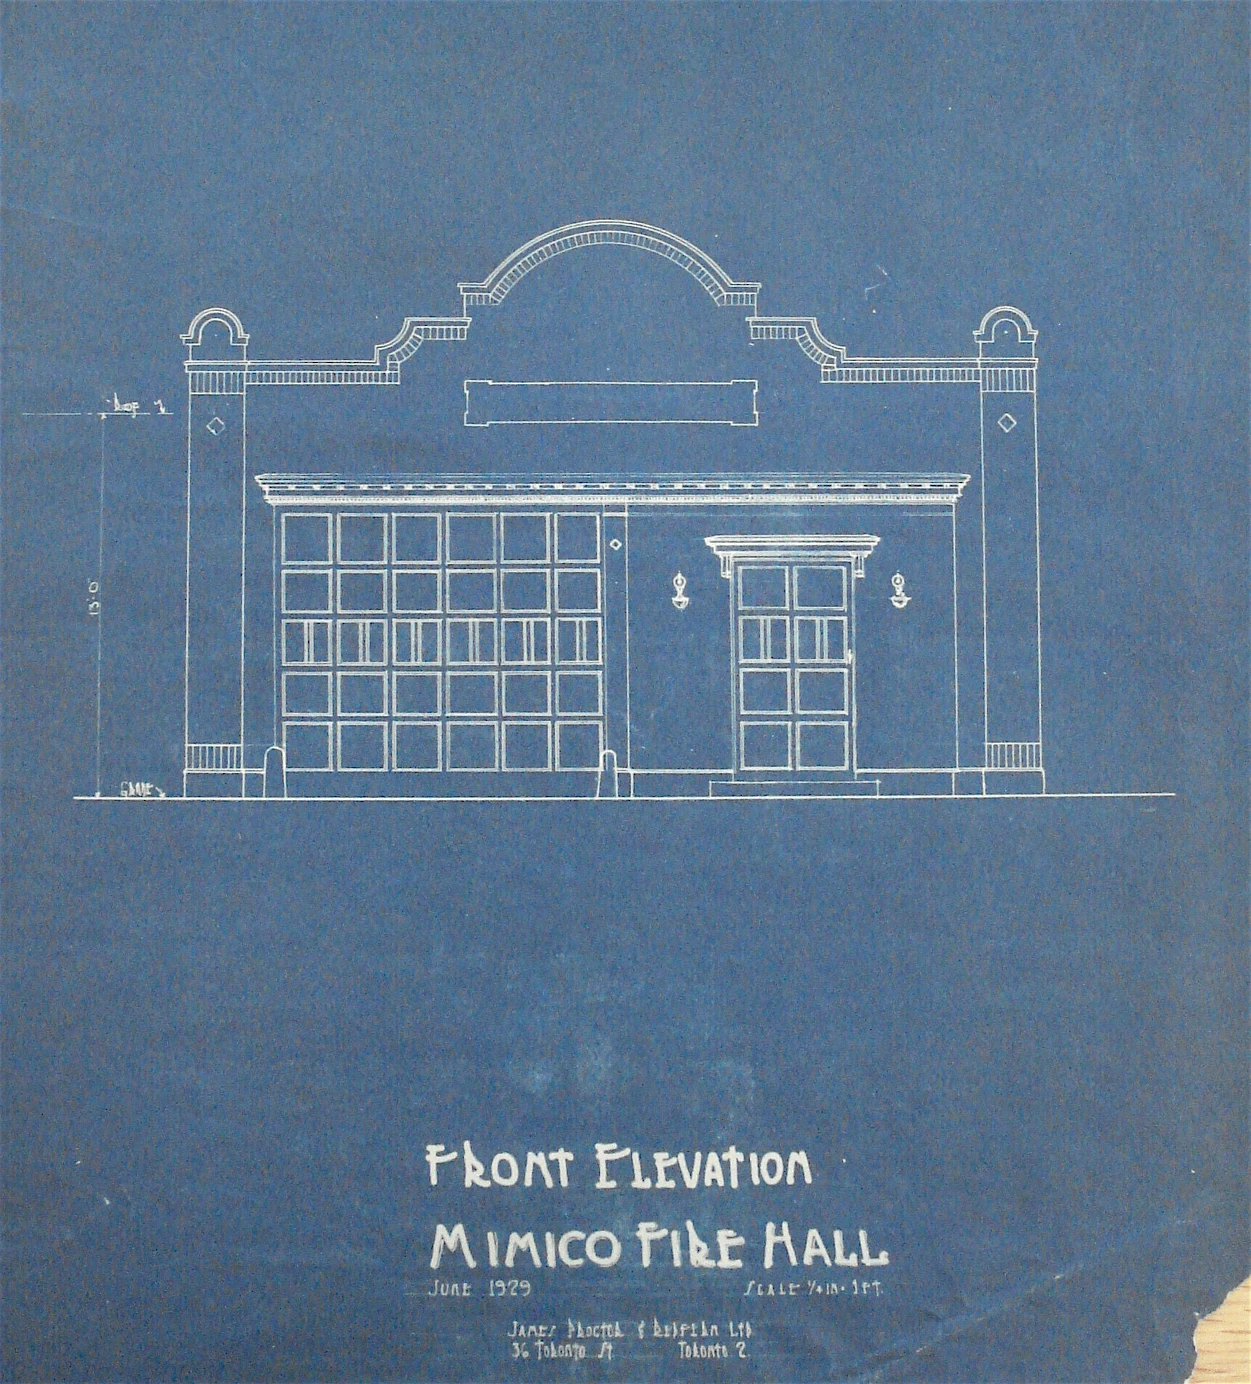 Roof
13'-0
Grade
Front Elevation
Mimico Fire Hall
June 1929 Scale 1/4 in = 1 ft.
James Proctor & Redfern Ltd
36 Toronto St Toronto 2.